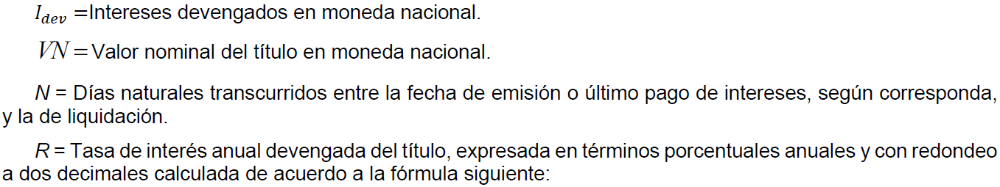 I_dev =Intereses devengados en moneda nacional.
VN = Valor nominal del título en moneda nacional.
N = Días naturales transcurridos entre la fecha de emisión o último pago de intereses, según corresponda,
y la de liquidación.
R = Tasa de interés anual devengada del título, expresada en términos porcentuales anuales y con redondeo
a dos decimales calculada de acuerdo a la fórmula siguiente: